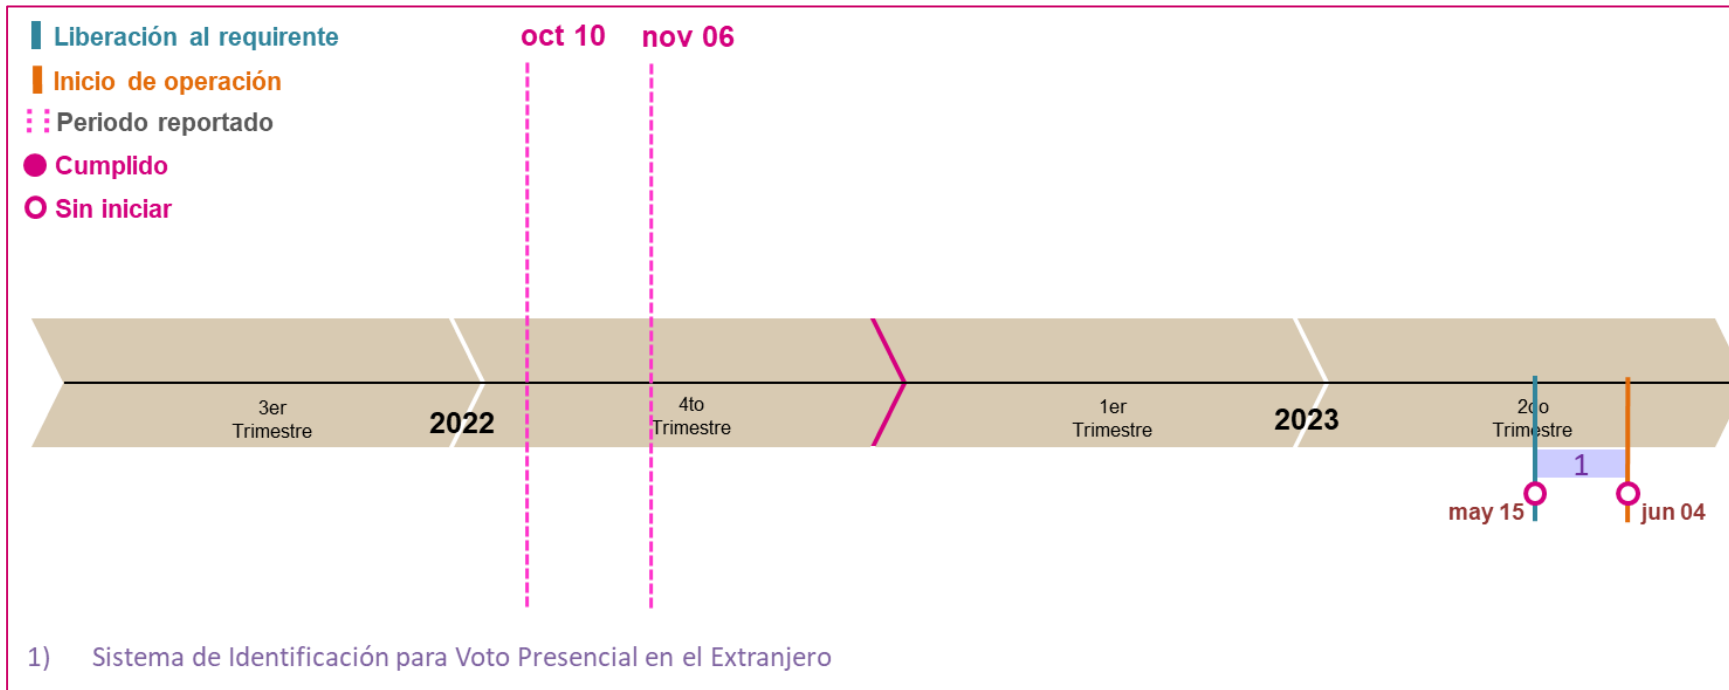 Liberación al requirente
Inicio de operación
Periodo reportado
Cumplido
Sin iniciar
oct 10
nov 06
3er
Trimestre
2022
4to
Trimestre
1er
Trimestre
2023
2do
Trimestre
1
may 15
jun 04
1) Sistema de Identificación para Voto Presencial en el Extranjero